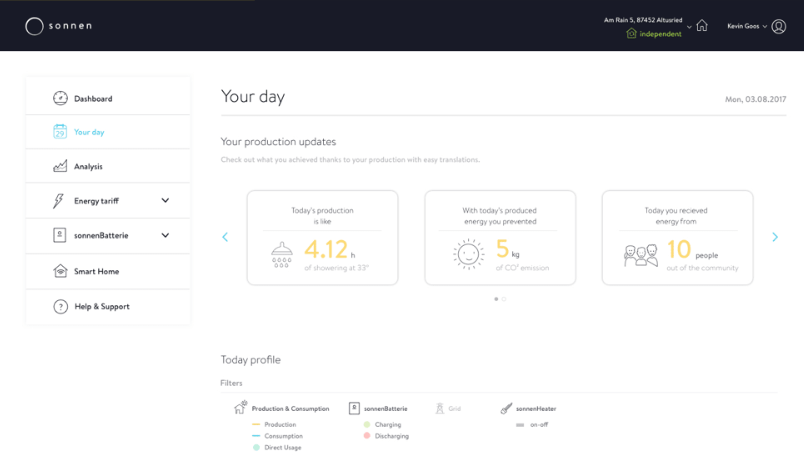 sonnen
Am Rain 5, 87452 Altusried
independent
Kevin Goos
Dashboard
29
Your day
Analysis
Energy tariff
sonnenBatterie
Smart Home
? Help & Support
Your day
Mon, 03.08.2017
Your production updates
Check out what you achieved thanks to your production with easy translations.
Today's production
is like
4.12 h
of showering at 33°
With today's produced
energy you prevented
5 kg
of CO² emission
Today you recieved
energy from
10 people
out of the community
Today profile
Filters
Production & Consumption
Production
Consumption
Direct Usage
sonnenBatterie
Charging
Discharging
Grid
sonnenHeater
on-off